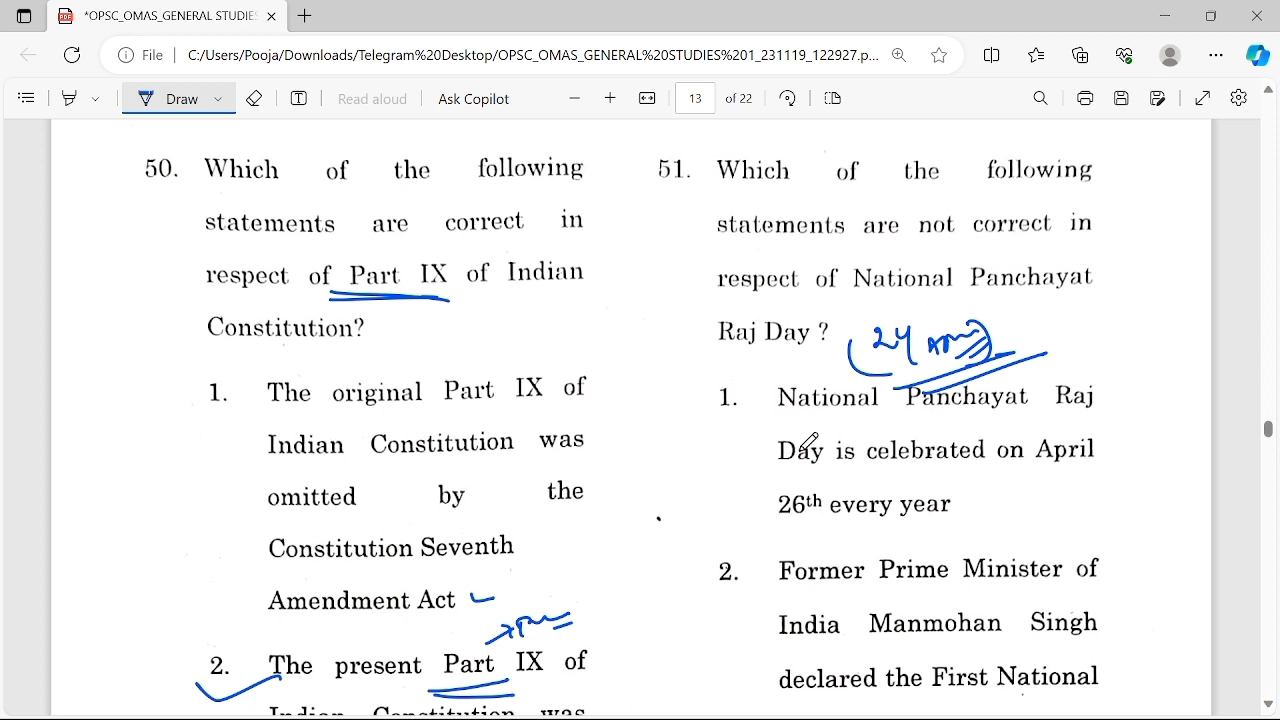 *OPSC_OMAS_GENERAL STUDIES
File
C:/Users/Pooja/Downloads/Telegram%20Desktop/OPSC_OMAS_GENERAL%20STUDIES%201_231119_122927.p...
Draw
Read aloud
Ask Copilot
13
of 22
50. Which of the following
statements are correct in
respect of Part IX of Indian
Constitution?
1. The original Part IX of
Indian Constitution was
omitted by the
Constitution Seventh
Amendment Act
2. The present Part IX of
Indian Constitution was
51. Which of the following
statements are not correct in
respect of National Panchayat
Raj Day ?
24 April
1. National Panchayat Raj
Day is celebrated on April
26th every year
2. Former Prime Minister of
India Manmohan Singh
declared the First National